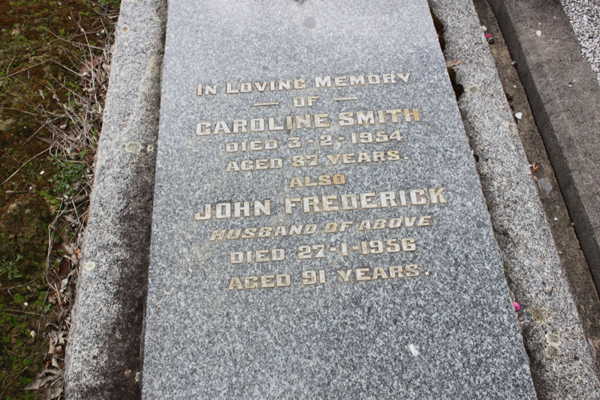 IN LOVING MEMORY
OF
CAROLINE SMITH
DIED 3-2-1954
AGED 87 YEARS.
ALSO
JOHN FREDERICK
HUSBAND OF ABOVE
DIED 27-1-1956
AGED 91 YEARS.